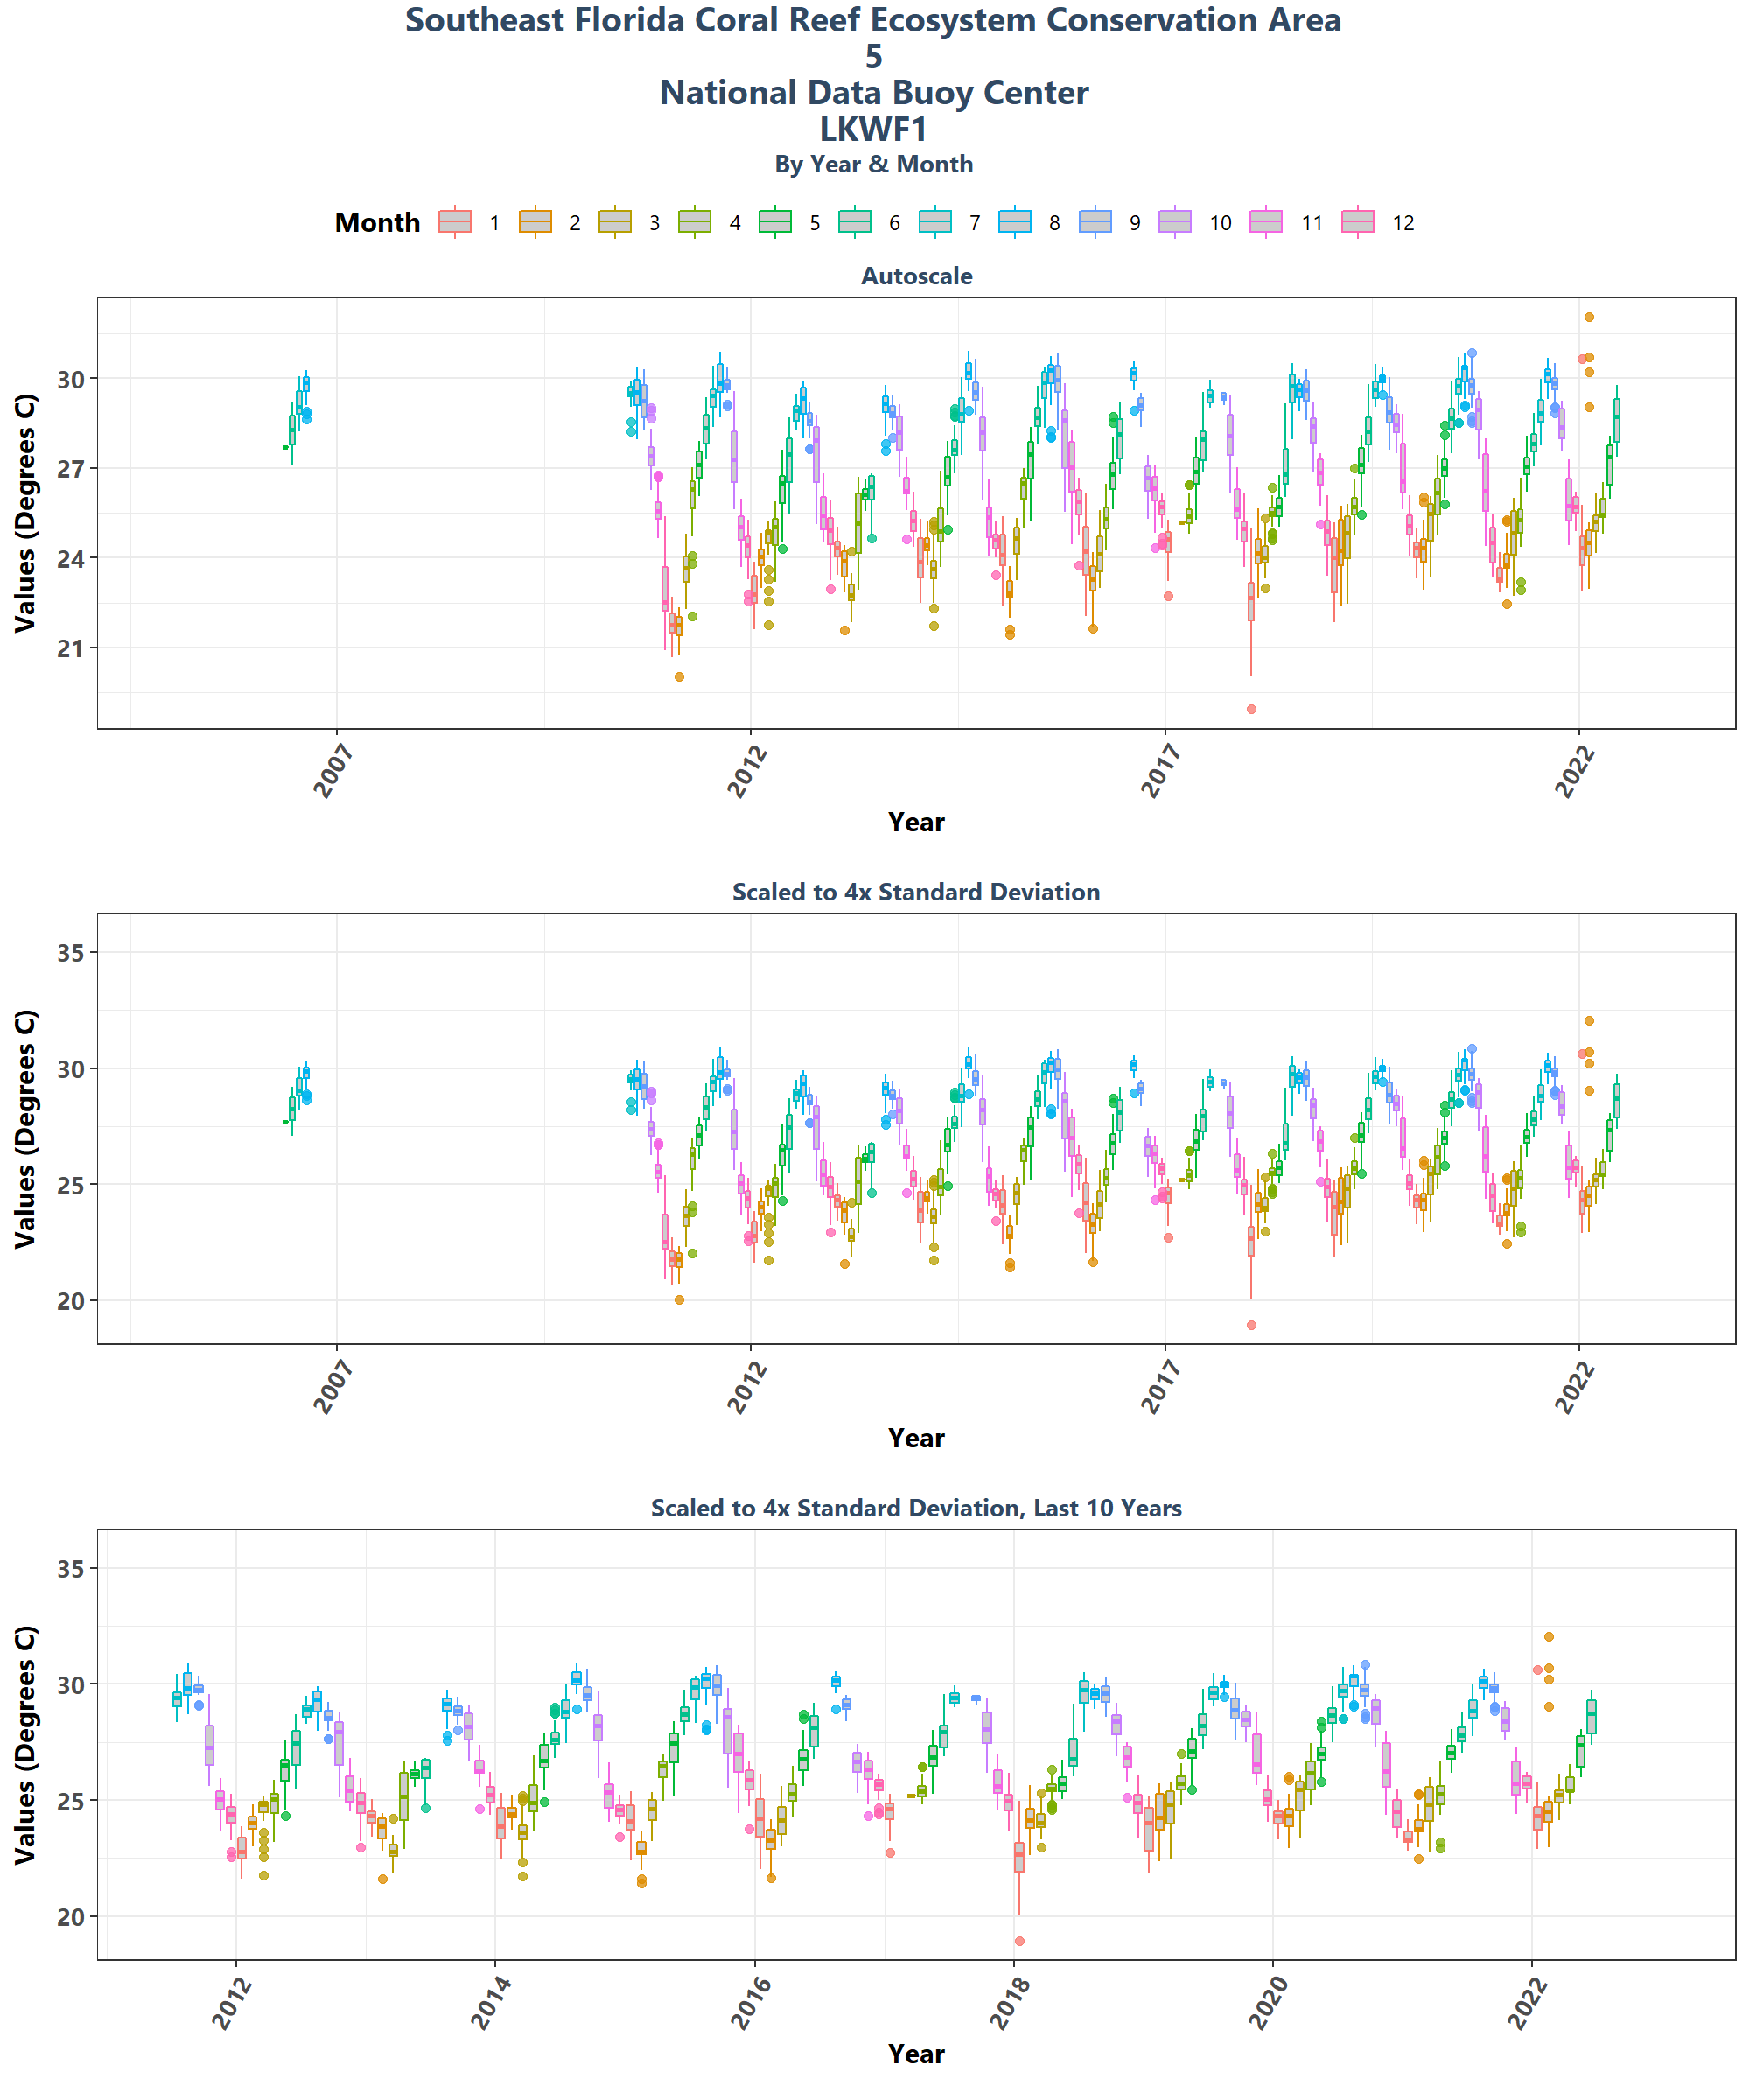 Southeast Florida Coral Reef Ecosystem Conservation Area
5
National Data Buoy Center
LKWF1
By Year & Month
Month 1 2 3 4 5 6 7 8 9 10 11 12
Autoscale
Values (Degrees C)
30
27
24
21
2007 2012 2017 2022
Year
Scaled to 4x Standard Deviation
Values (Degrees C)
35
30
25
20
2007 2012 2017 2022
Year
Scaled to 4x Standard Deviation, Last 10 Years
Values (Degrees C)
35
30
25
20
2012 2014 2016 2018 2020 2022
Year